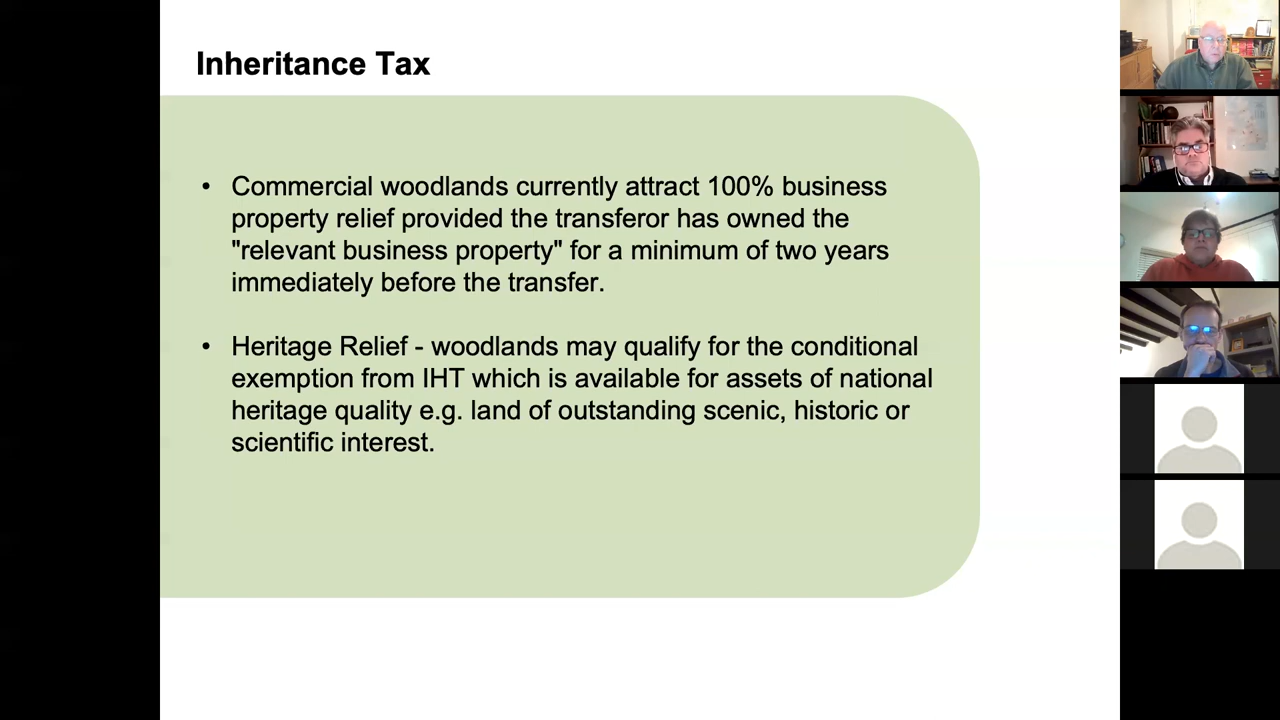 Inheritance Tax
• Commercial woodlands currently attract 100% business
property relief provided the transferor has owned the
"relevant business property" for a minimum of two years
immediately before the transfer.
• Heritage Relief - woodlands may qualify for the conditional
exemption from IHT which is available for assets of national
heritage quality e.g. land of outstanding scenic, historic or
scientific interest.